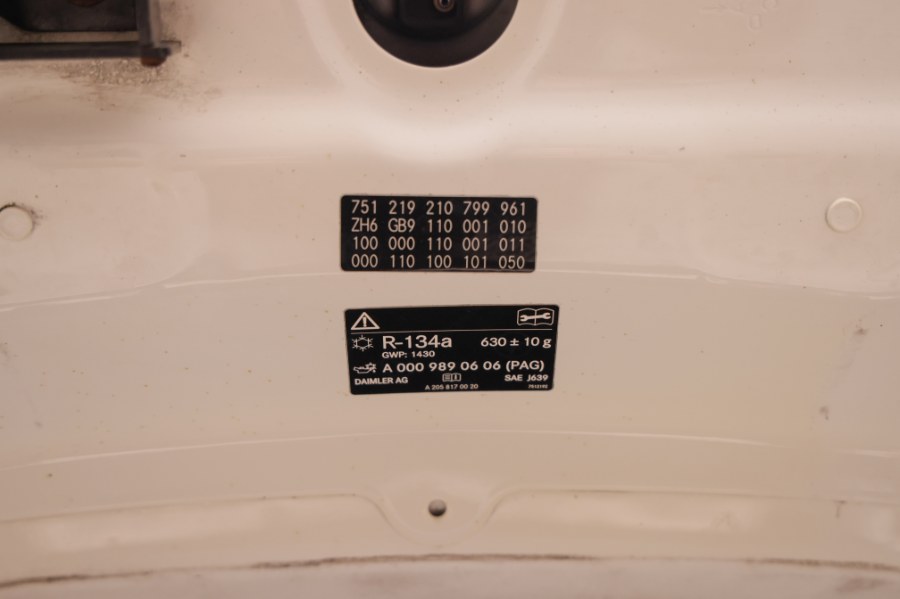 751 219 210 799 961
ZH6 GB9 110 001 010
100 000 110 001 011
000 110 100 101 050
R-134a 630 ± 10 g
GWP: 1430
A 000 989 06 06 (PAG)
DAIMLER AG SAE J639
A 205 817 00 20